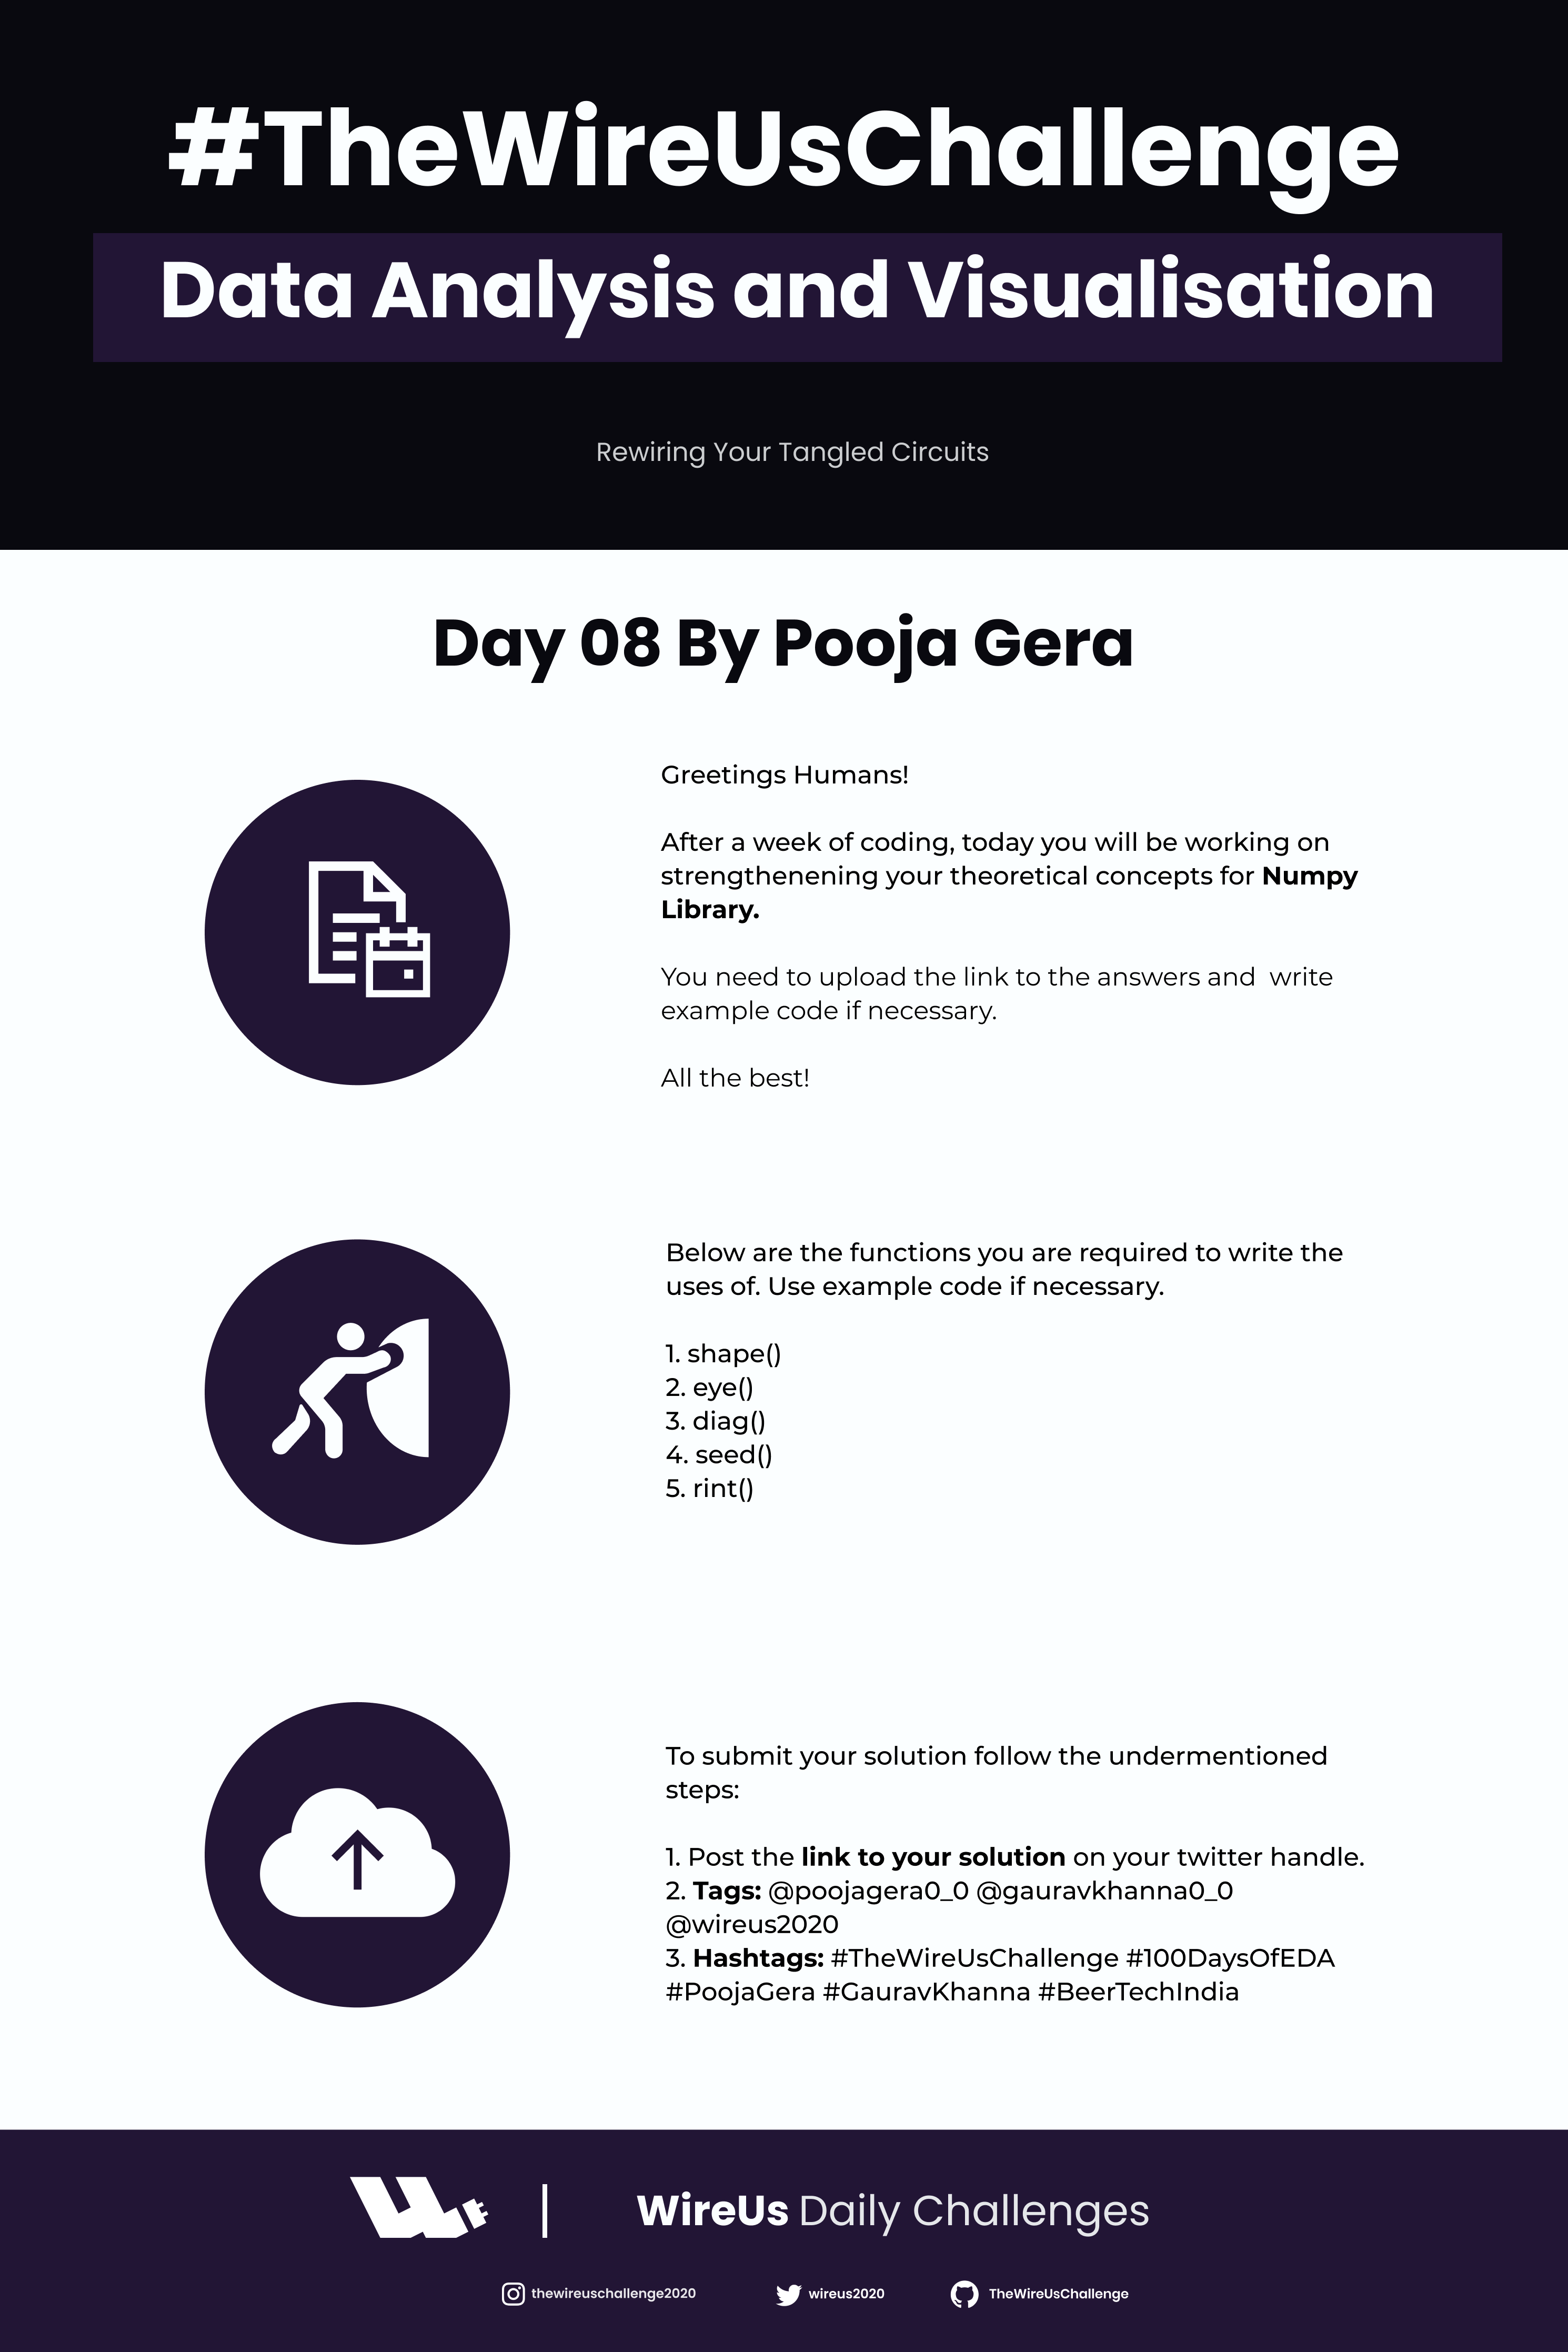 #TheWireUsChallenge
Data Analysis and Visualisation
Rewiring Your Tangled Circuits
Day 08 By Pooja Gera
Greetings Humans!
After a week of coding, today you will be working on
strengthenening your theoretical concepts for Numpy
Library.
You need to upload the link to the answers and  write
example code if necessary.
All the best!
Below are the functions you are required to write the
uses of. Use example code if necessary.
1. shape()
2. eye()
3. diag()
4. seed()
5. rint()
To submit your solution follow the undermentioned
steps:
1. Post the link to your solution on your twitter handle.
2. Tags: @poojagera0_0 @gauravkhanna0_0
@wireus2020
3. Hashtags: #TheWireUsChallenge #100DaysOfEDA
#PoojaGera #GauravKhanna #BeerTechIndia
WireUs Daily Challenges
thewireuschallenge2020
wireus2020
TheWireUsChallenge